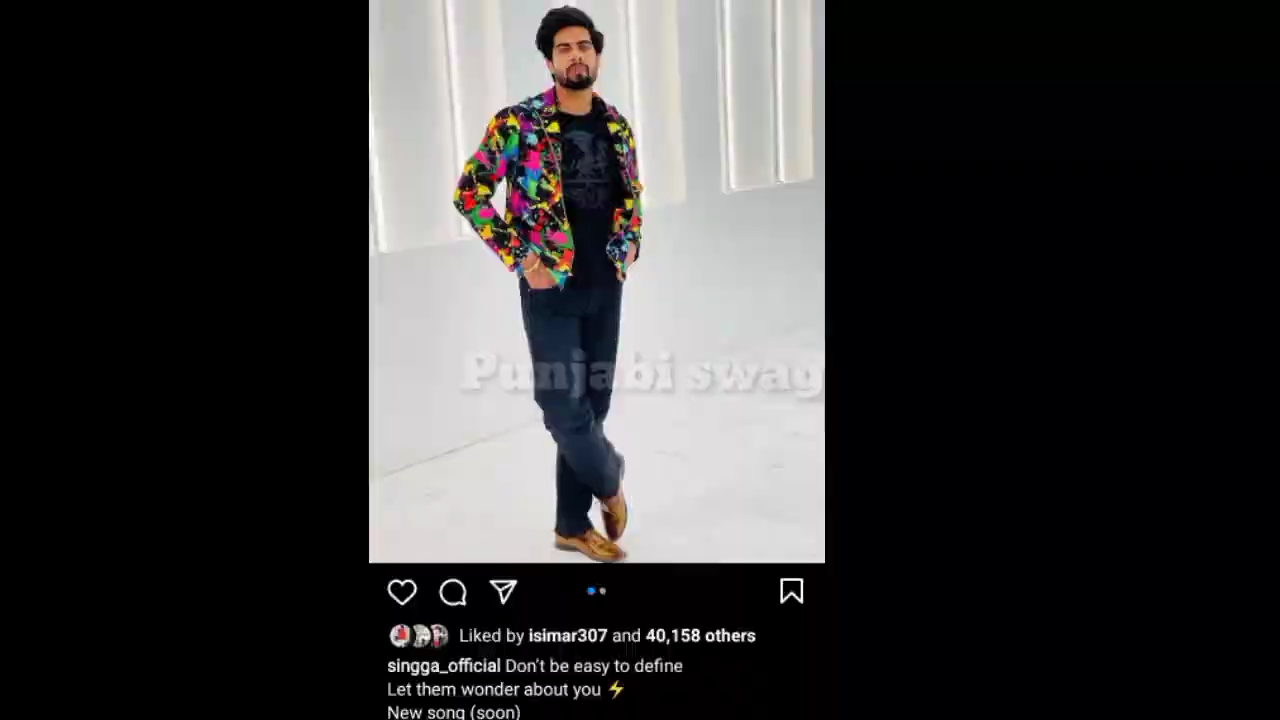 Punjabi swag
Liked by isimar307 and 40,158 others
singga_official Don't be easy to define
Let them wonder about you ⚡
New song (soon)